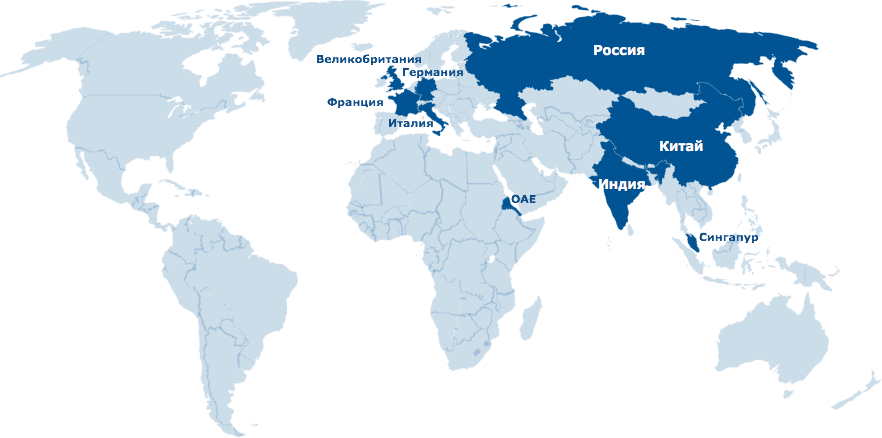 Россия
Великобритания
Германия
Франция
Италия
Китай
Индия
ОАЕ
Сингапур